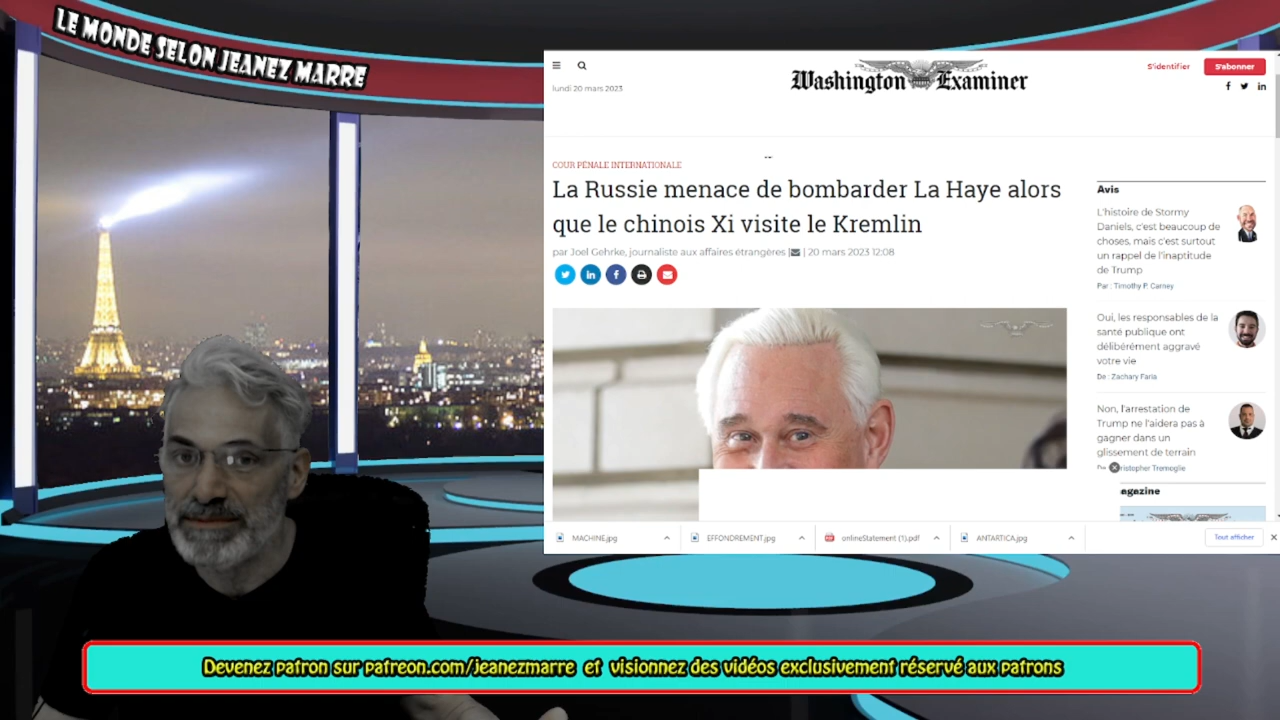 LE MONDE SELON JEANEZ MARRE
lundi 20 mars 2023
Washington Examiner
S'identifier
S'abonner
COUR PÉNALE INTERNATIONALE
La Russie menace de bombarder La Haye alors
que le chinois Xi visite le Kremlin
par Joel Gehrke, journaliste aux affaires étrangères | | 20 mars 2023 12:08
Avis
L'histoire de Stormy
Daniels, c'est beaucoup de
choses, mais c'est surtout
un rappel de l'inaptitude
de Trump
Par : Timothy P. Carney
Oui, les responsables de la
santé publique ont
délibérément aggravé
votre vie
De : Zachary Faria
Non, l'arrestation de
Trump ne l'aidera pas à
gagner dans un
glissement de terrain
ristopher Tremoglie
agazine
MACHINE.jpg
EFFONDREMENT.jpg
onlineStatement (1).pdf
ANTARTICA.jpg
Tout afficher
Devenez patron sur patreon.com/jeanezmarre et visionnez des vidéos exclusivement réservé aux patrons